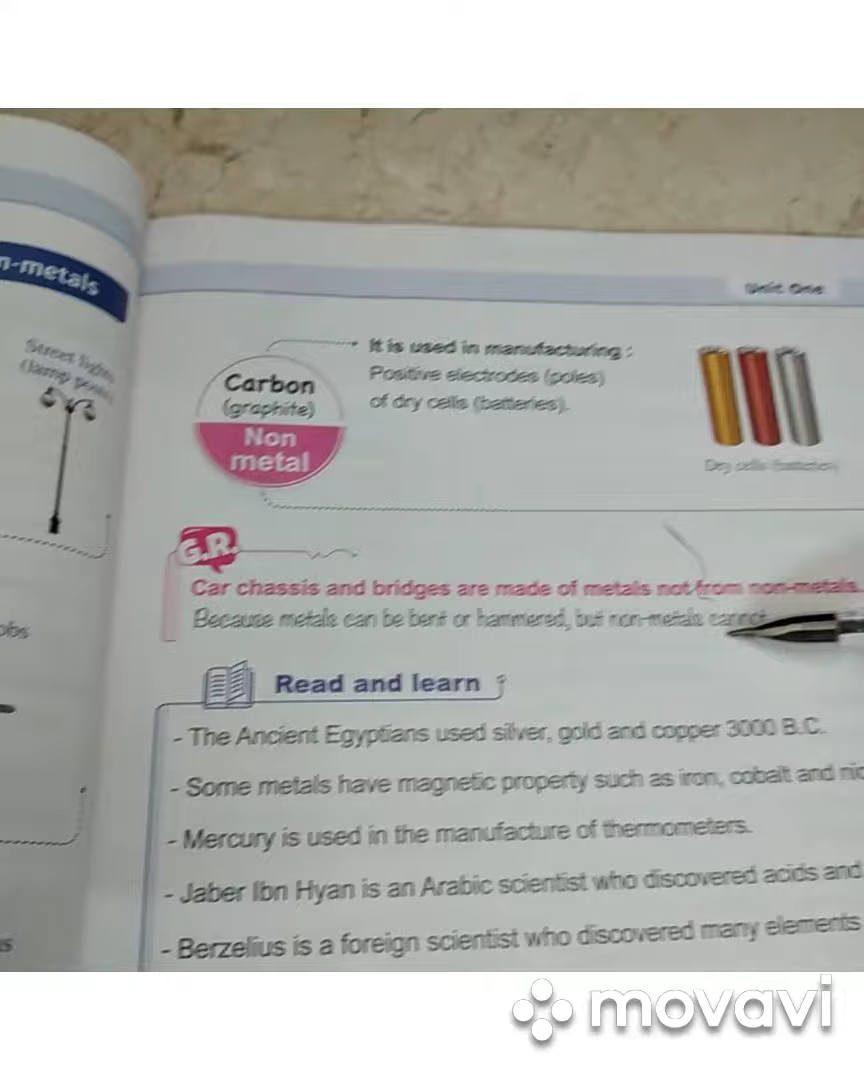 n-metals
Street lights
(lamp posts)
obs
Unit One
It is used in manufacturing :
Positive electrodes (poles)
of dry cells (batteries).
Carbon
(graphite)
Non
metal
Dry cells (batteries)
G.R.
Car chassis and bridges are made of metals not from non-metals.
Because metals can be bent or hammered, but non-metals cannot
Read and learn
- The Ancient Egyptians used silver, gold and copper 3000 B.C.
- Some metals have magnetic property such as iron, cobalt and nic
- Mercury is used in the manufacture of thermometers.
- Jaber Ibn Hyan is an Arabic scientist who discovered acids and
- Berzelius is a foreign scientist who discovered many elements
movavi